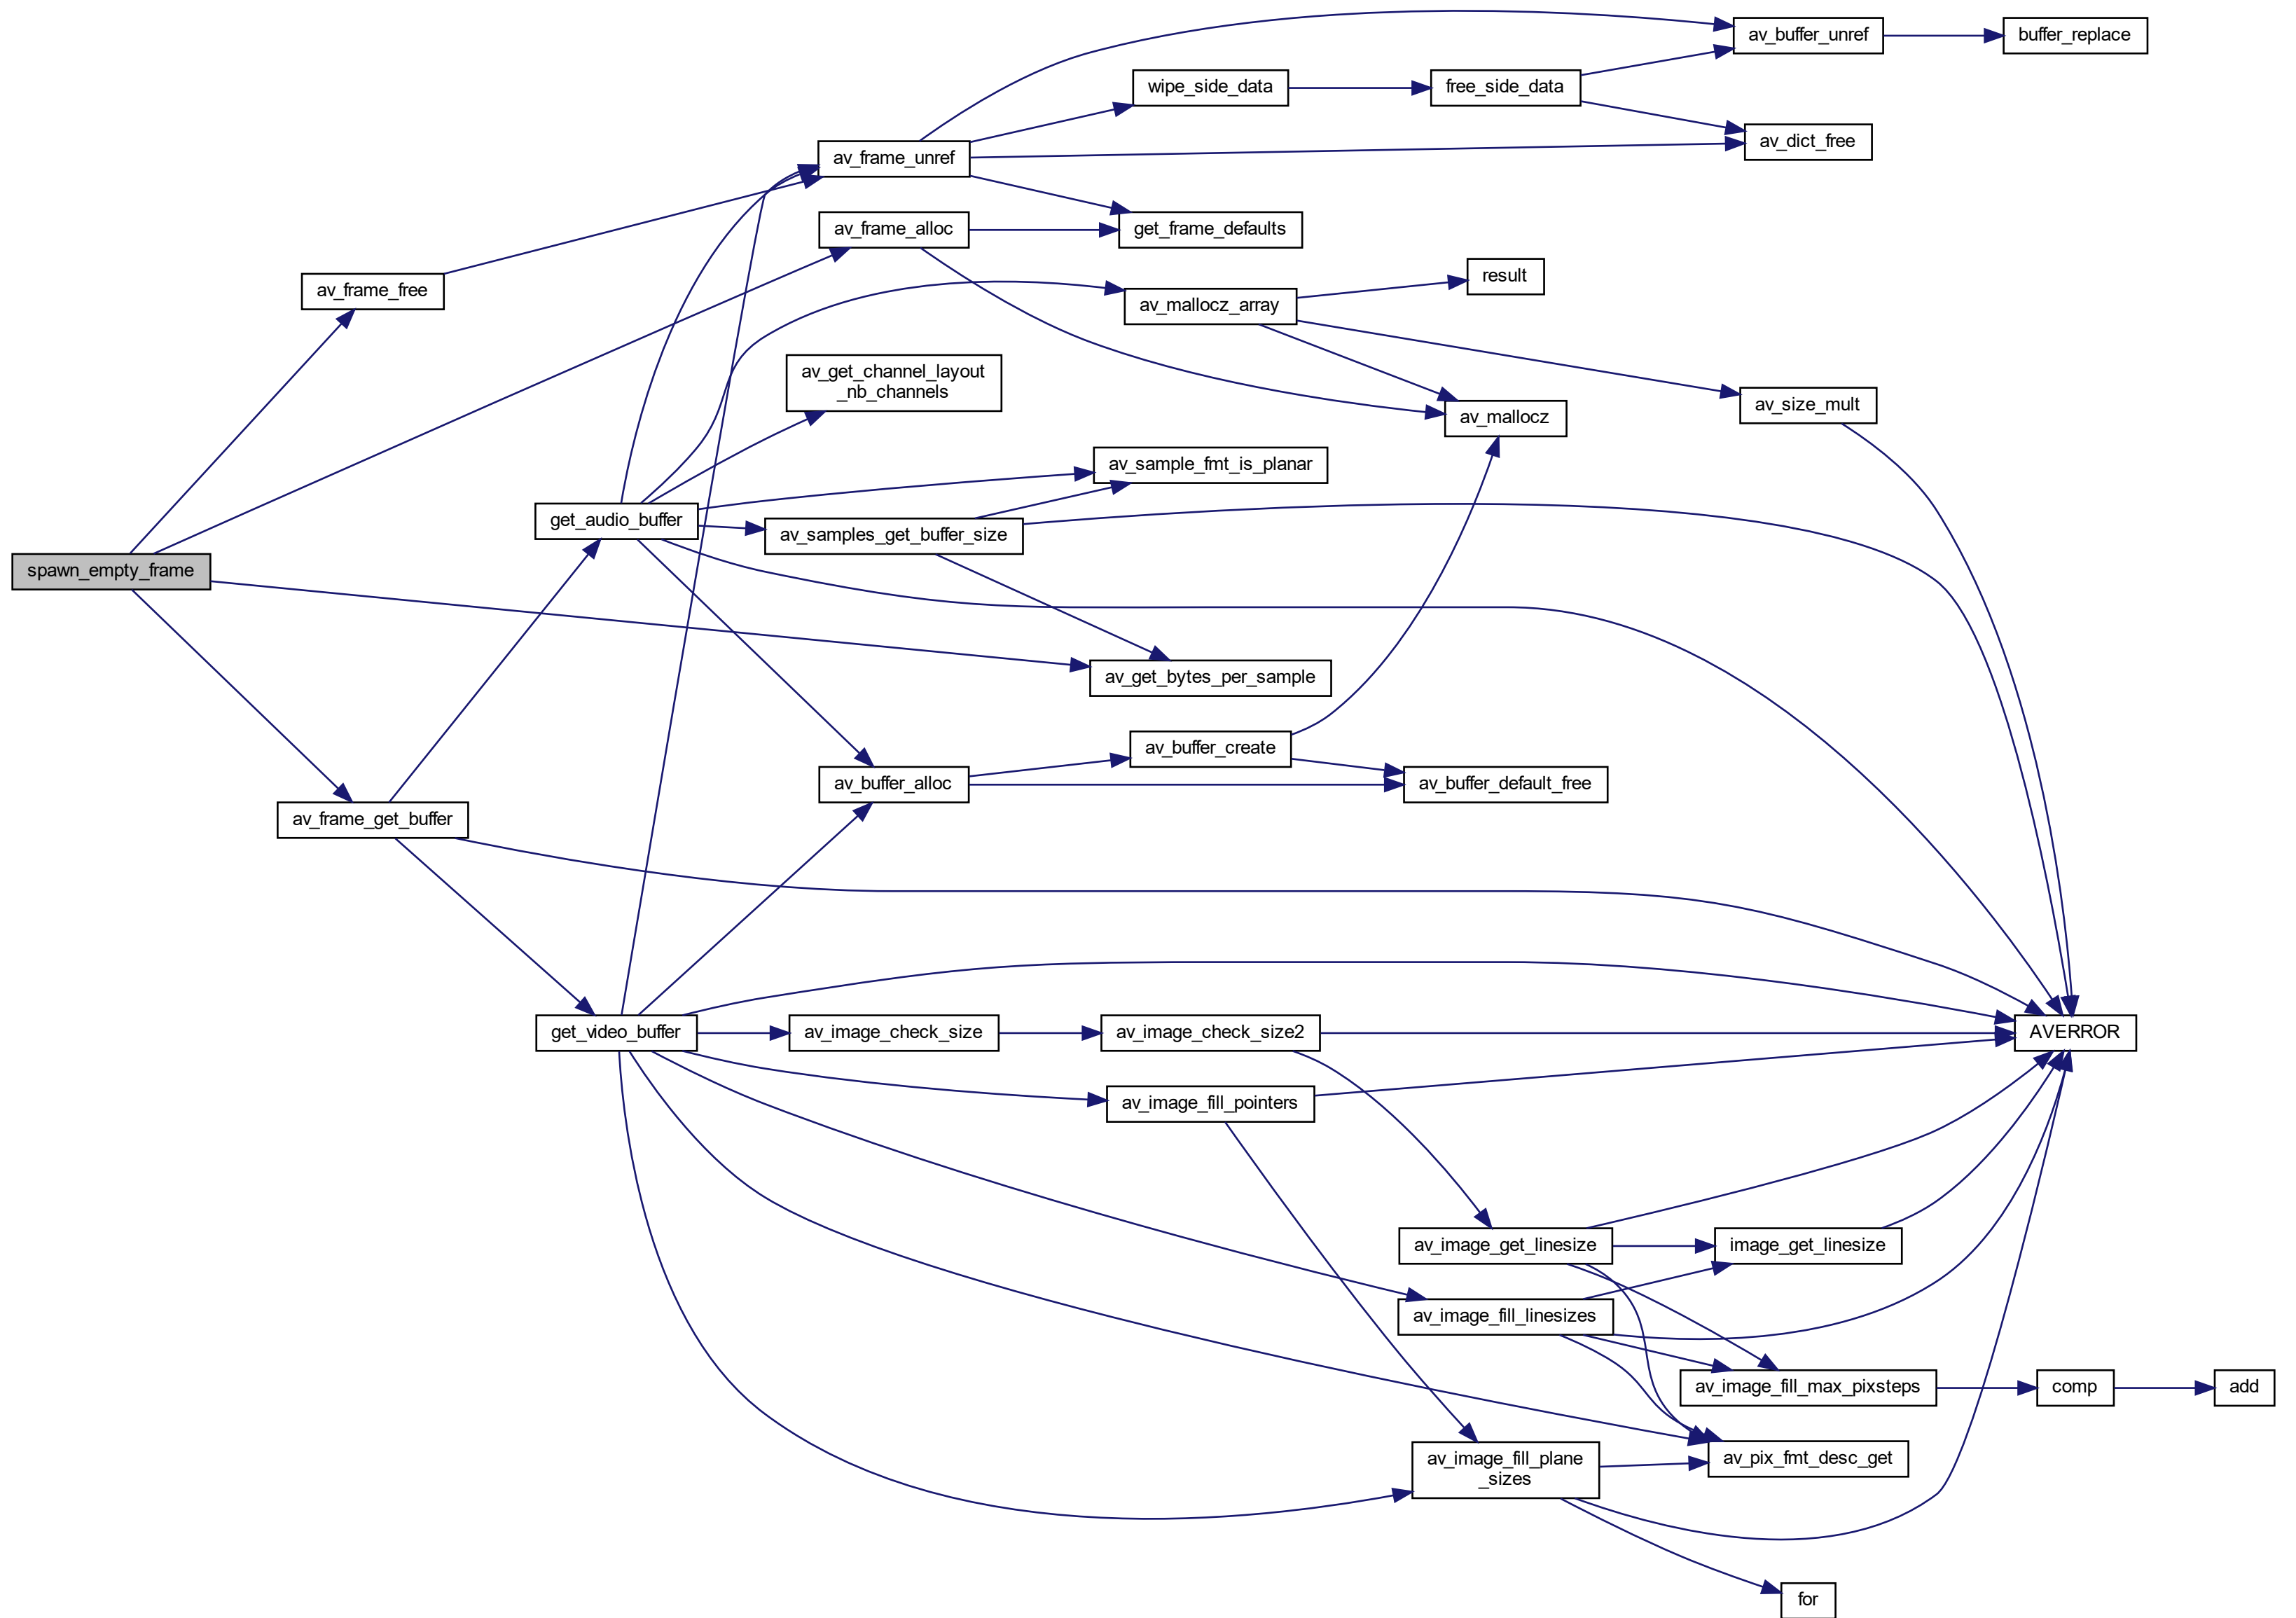 av_buffer_unref
buffer_replace
wipe_side_data
free_side_data
av_dict_free
av_frame_unref
av_frame_alloc
get_frame_defaults
av_frame_free
av_mallocz_array
result
av_get_channel_layout
_nb_channels
av_mallocz
av_size_mult
av_sample_fmt_is_planar
get_audio_buffer
av_samples_get_buffer_size
spawn_empty_frame
av_get_bytes_per_sample
av_buffer_create
av_buffer_alloc
av_buffer_default_free
av_frame_get_buffer
get_video_buffer
av_image_check_size
av_image_check_size2
AVERROR
av_image_fill_pointers
av_image_get_linesize
image_get_linesize
av_image_fill_linesizes
av_image_fill_max_pixsteps
comp
add
av_image_fill_plane
_sizes
av_pix_fmt_desc_get
for